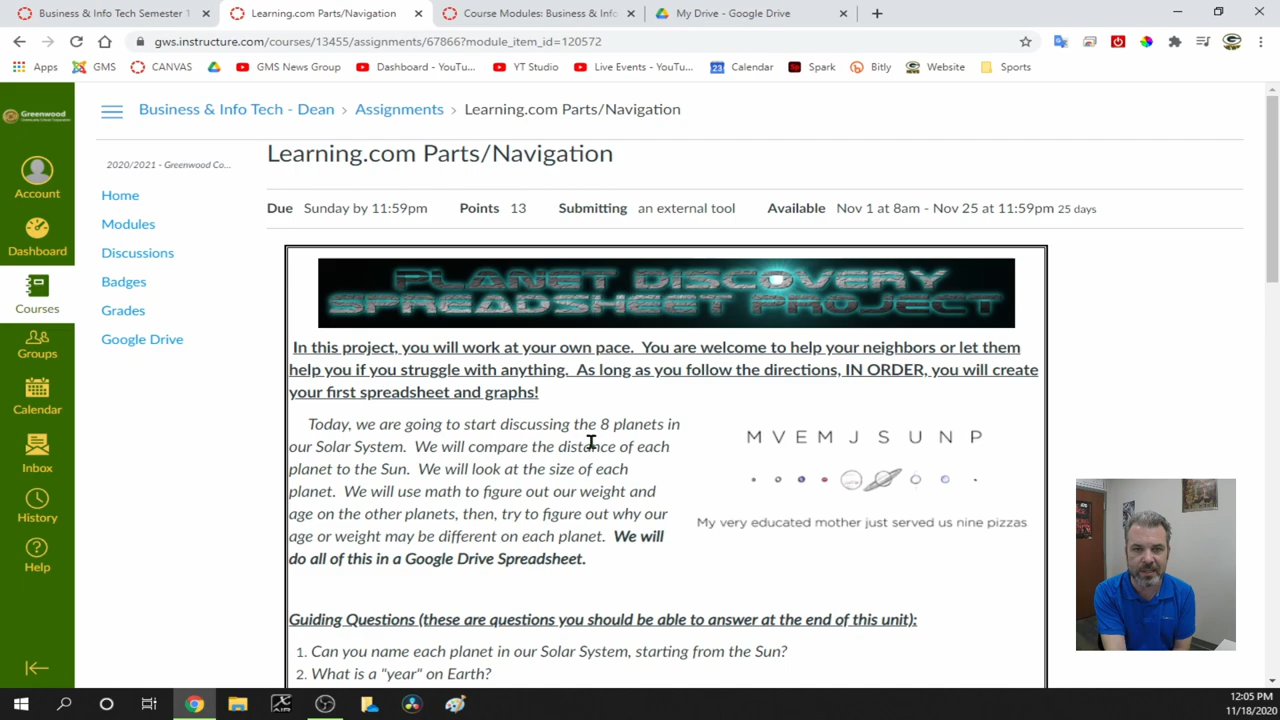 Business & Info Tech Semester 1
Learning.com Parts/Navigation
Course Modules: Business & Info
My Drive - Google Drive
gws.instructure.com/courses/13455/assignments/67866?module_item_id=120572
Apps
GMS
CANVAS
GMS News Group
Dashboard - YouTu...
YT Studio
Live Events - YouTu...
Calendar
Spark
Bitly
Website
Sports
Greenwood
Business & Info Tech - Dean > Assignments > Learning.com Parts/Navigation
2020/2021 - Greenwood Co...
Home
Modules
Discussions
Badges
Grades
Google Drive
Account
Dashboard
Courses
Groups
Calendar
Inbox
History
Help
Learning.com Parts/Navigation
Due Sunday by 11:59pm Points 13 Submitting an external tool Available Nov 1 at 8am - Nov 25 at 11:59pm 25 days
PLANET DISCOVERY
SPREADSHEET PROJECT
In this project, you will work at your own pace. You are welcome to help your neighbors or let them
help you if you struggle with anything. As long as you follow the directions, IN ORDER, you will create
your first spreadsheet and graphs!
Today, we are going to start discussing the 8 planets in
our Solar System. We will compare the distance of each
planet to the Sun. We will look at the size of each
planet. We will use math to figure out our weight and
age on the other planets, then, try to figure out why our
age or weight may be different on each planet. We will
do all of this in a Google Drive Spreadsheet.
M V E M J S U N P
My very educated mother just served us nine pizzas
Guiding Questions (these are questions you should be able to answer at the end of this unit):
1. Can you name each planet in our Solar System, starting from the Sun?
2. What is a "year" on Earth?
12:05 PM
11/18/2020